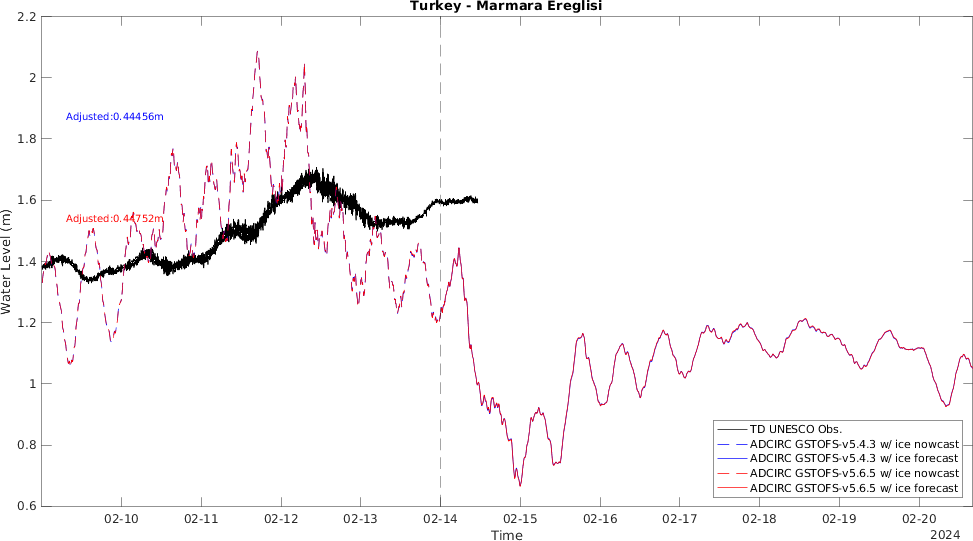 Turkey - Marmara Ereglisi
2.2
2
1.8
1.6
1.4
1.2
1
0.8
0.6
Water Level (m)
Adjusted:0.44456m
Adjusted:0.44752m
TD UNESCO Obs.
ADCIRC GSTOFS-v5.4.3 w/ ice nowcast
ADCIRC GSTOFS-v5.4.3 w/ ice forecast
ADCIRC GSTOFS-v5.6.5 w/ ice nowcast
ADCIRC GSTOFS-v5.6.5 w/ ice forecast
02-10 02-11 02-12 02-13 02-14 02-15 02-16 02-17 02-18 02-19 02-20
Time
2024